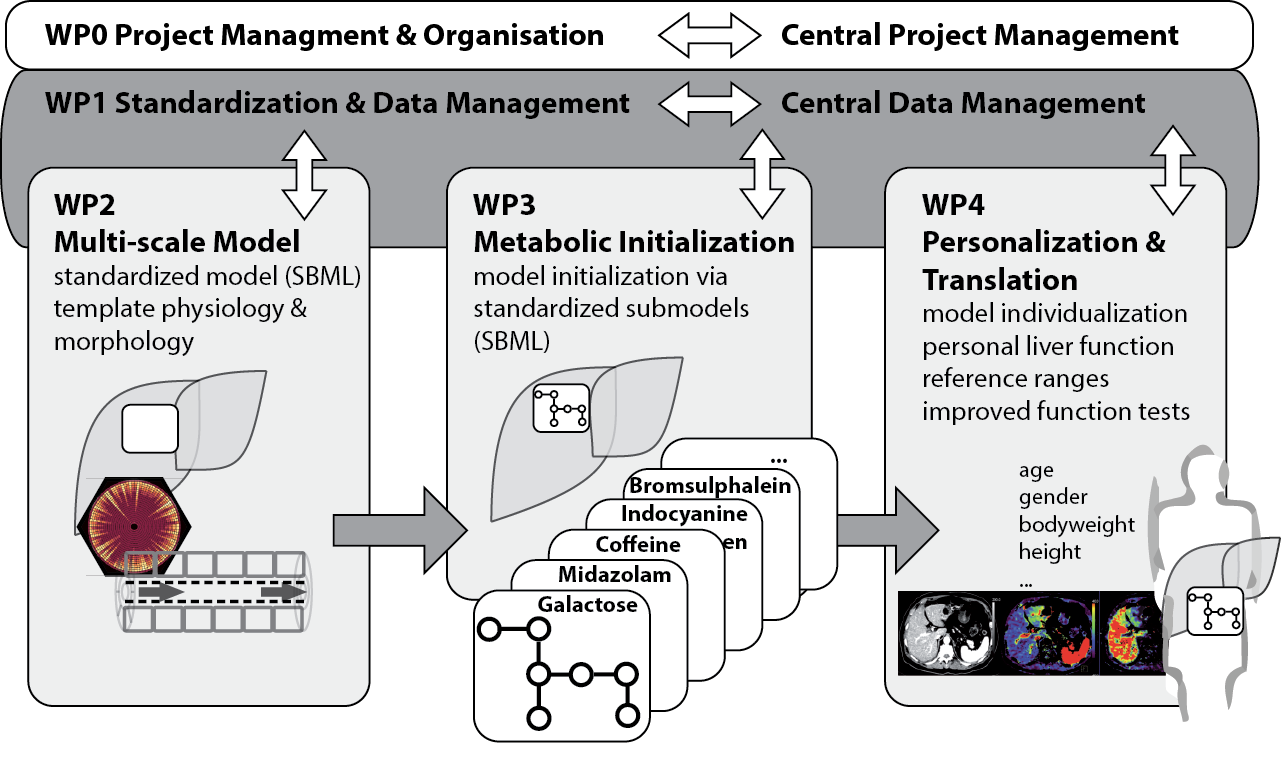 WP0 Project Managment & Organisation
Central Project Management
WP1 Standardization & Data Management
Central Data Management
WP2
Multi-scale Model
standardized model (SBML)
template physiology &
morphology
WP3
Metabolic Initialization
model initialization via
standardized submodels
(SBML)
...
Bromsulphalein
Indocyanine
en
Coffeine
Midazolam
Galactose
WP4
Personalization &
Translation
model individualization
personal liver function
reference ranges
improved function tests
age
gender
bodyweight
height
...